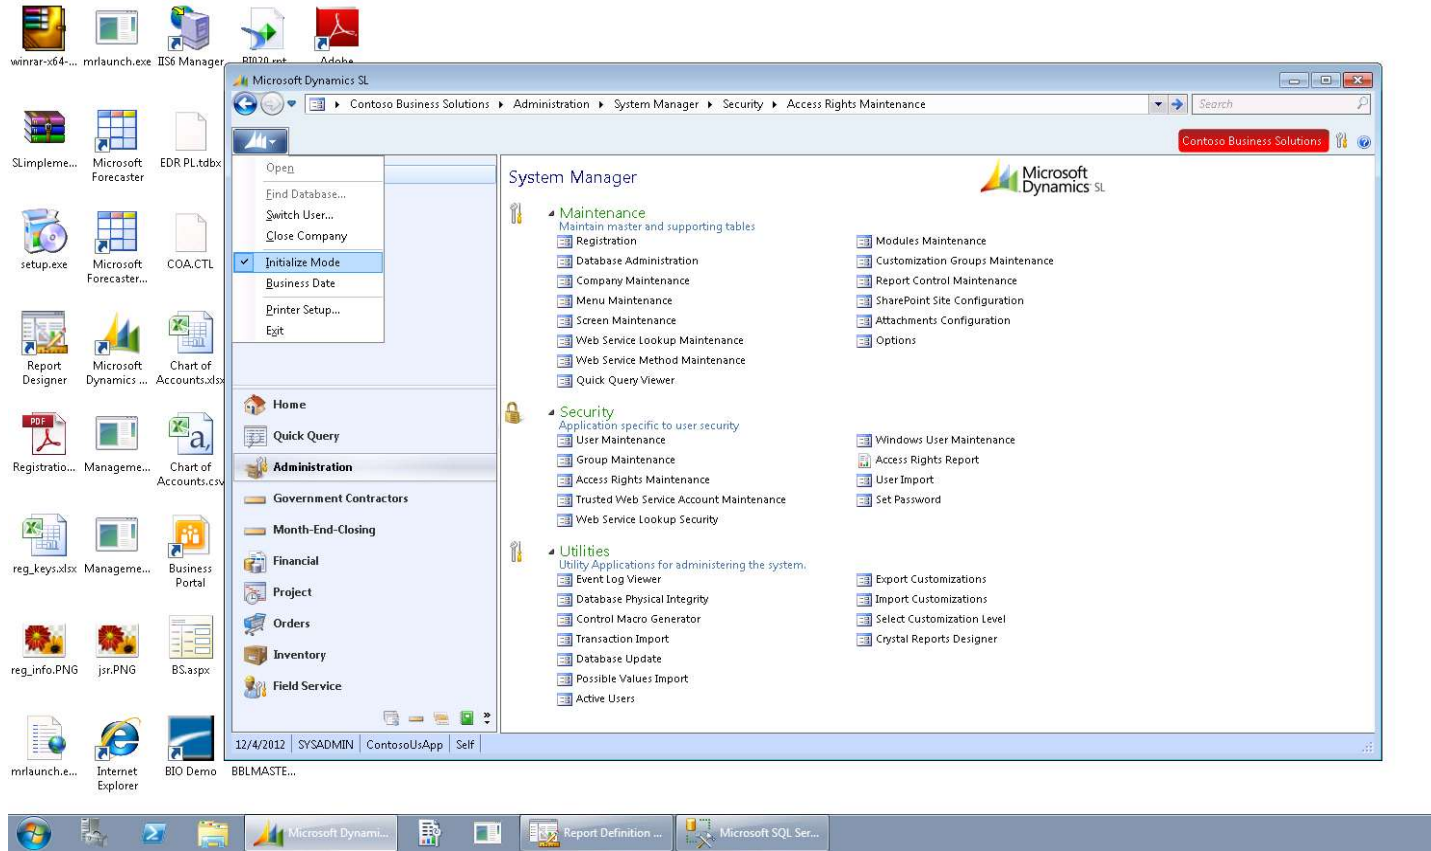 winrar-x64-...
mrlaunch.exe
IIS6 Manager
BI020.rpt
Adobe
SLimpleme...
Microsoft
Forecaster
EDR PL.tdbx
setup.exe
Microsoft
Forecaster...
COA.CTL
Report
Designer
Microsoft
Dynamics ...
Chart of
Accounts.xlsx
PDF
Registratio...
Manageme...
a,
Chart of
Accounts.csv
reg_keys.xlsx
Manageme...
Business
Portal
reg_info.PNG
jsr.PNG
BS.aspx
mrlaunch.e...
Internet
Explorer
BIO Demo
BBLMASTE...
Microsoft Dynamics SL
Contoso Business Solutions
Administration
System Manager
Security
Access Rights Maintenance
Search
Contoso Business Solutions
Open
Find Database...
Switch User...
Close Company
Initialize Mode
Business Date
Printer Setup...
Exit
Home
Quick Query
Administration
Government Contractors
Month-End-Closing
Financial
Project
Orders
Inventory
Field Service
System Manager
Microsoft
Dynamics SL
Maintenance
Maintain master and supporting tables
Registration
Database Administration
Company Maintenance
Menu Maintenance
Screen Maintenance
Web Service Lookup Maintenance
Web Service Method Maintenance
Quick Query Viewer
Modules Maintenance
Customization Groups Maintenance
Report Control Maintenance
SharePoint Site Configuration
Attachments Configuration
Options
Security
Application specific to user security
User Maintenance
Group Maintenance
Access Rights Maintenance
Trusted Web Service Account Maintenance
Web Service Lookup Security
Windows User Maintenance
Access Rights Report
User Import
Set Password
Utilities
Utility Applications for administering the system.
Event Log Viewer
Database Physical Integrity
Control Macro Generator
Transaction Import
Database Update
Possible Values Import
Active Users
Export Customizations
Import Customizations
Select Customization Level
Crystal Reports Designer
12/4/2012
SYSADMIN
ContosoUsApp
Self
Microsoft Dynami...
Report Definition ...
Microsoft SQL Ser...